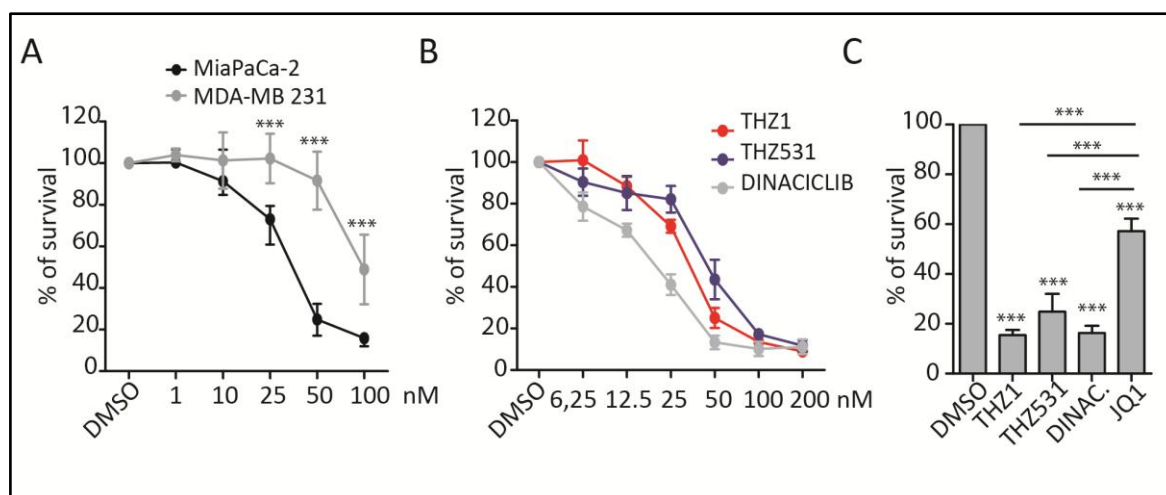 A
MiaPaCa-2
MDA-MB 231
% of survival
120
100
80
60
40
20
0
***
***
***
DMSO
1
10
25
50
100
nM
B
THZ1
THZ531
DINACICLIB
% of survival
120
100
80
60
40
20
0
DMSO
6,25
12.5
25
50
100
200
nM
C
% of survival
100
80
60
40
20
0
***
***
***
***
***
***
***
DMSO
THZ1
THZ531
DINAC.
JQ1